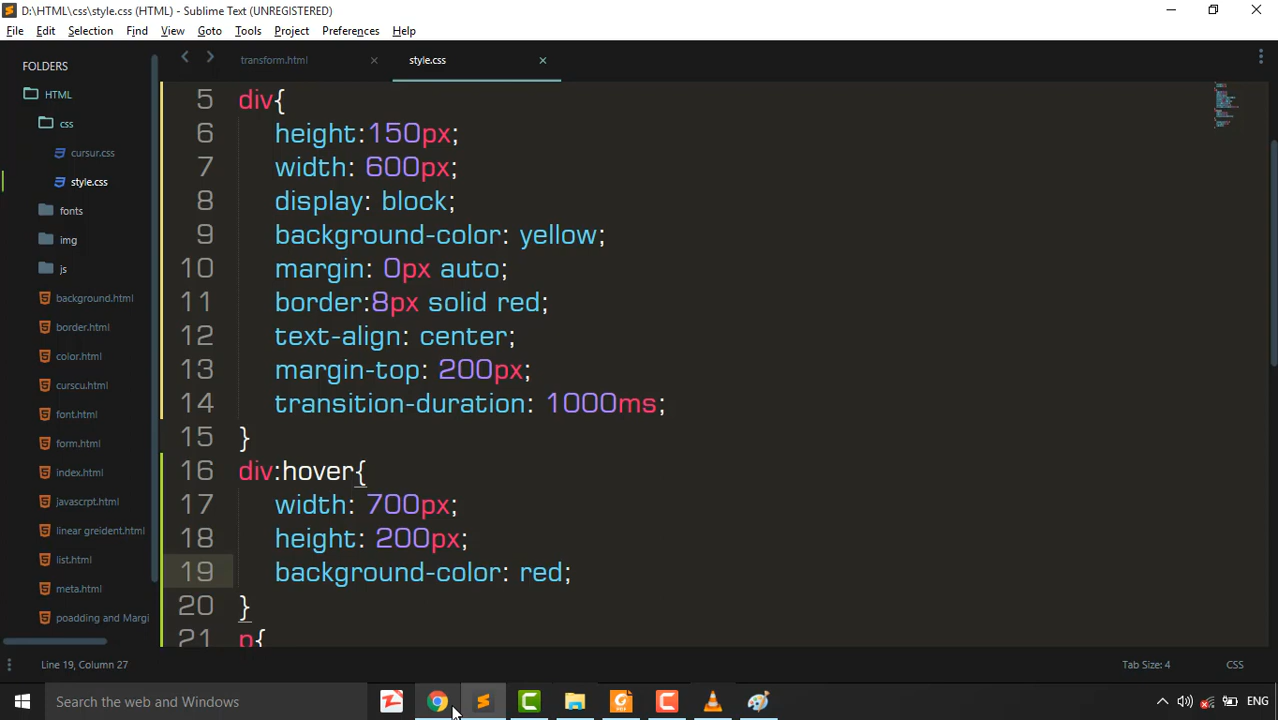 D:\HTML\css\style.css (HTML) - Sublime Text (UNREGISTERED)
File Edit Selection Find View Goto Tools Project Preferences Help
FOLDERS
HTML
css
cursur.css
style.css
fonts
img
js
background.html
border.html
color.html
curscu.html
font.html
form.html
index.html
javascrpt.html
linear greident.html
list.html
meta.html
poadding and Margi
transform.html
style.css
5 div{
6 height:150px;
7 width: 600px;
8 display: block;
9 background-color: yellow;
10 margin: 0px auto;
11 border:8px solid red;
12 text-align: center;
13 margin-top: 200px;
14 transition-duration: 1000ms;
15 }
16 div:hover{
17 width: 700px;
18 height: 200px;
19 background-color: red;
20 }
21 p{
Line 19, Column 27
Tab Size: 4
CSS
Search the web and Windows
ENG